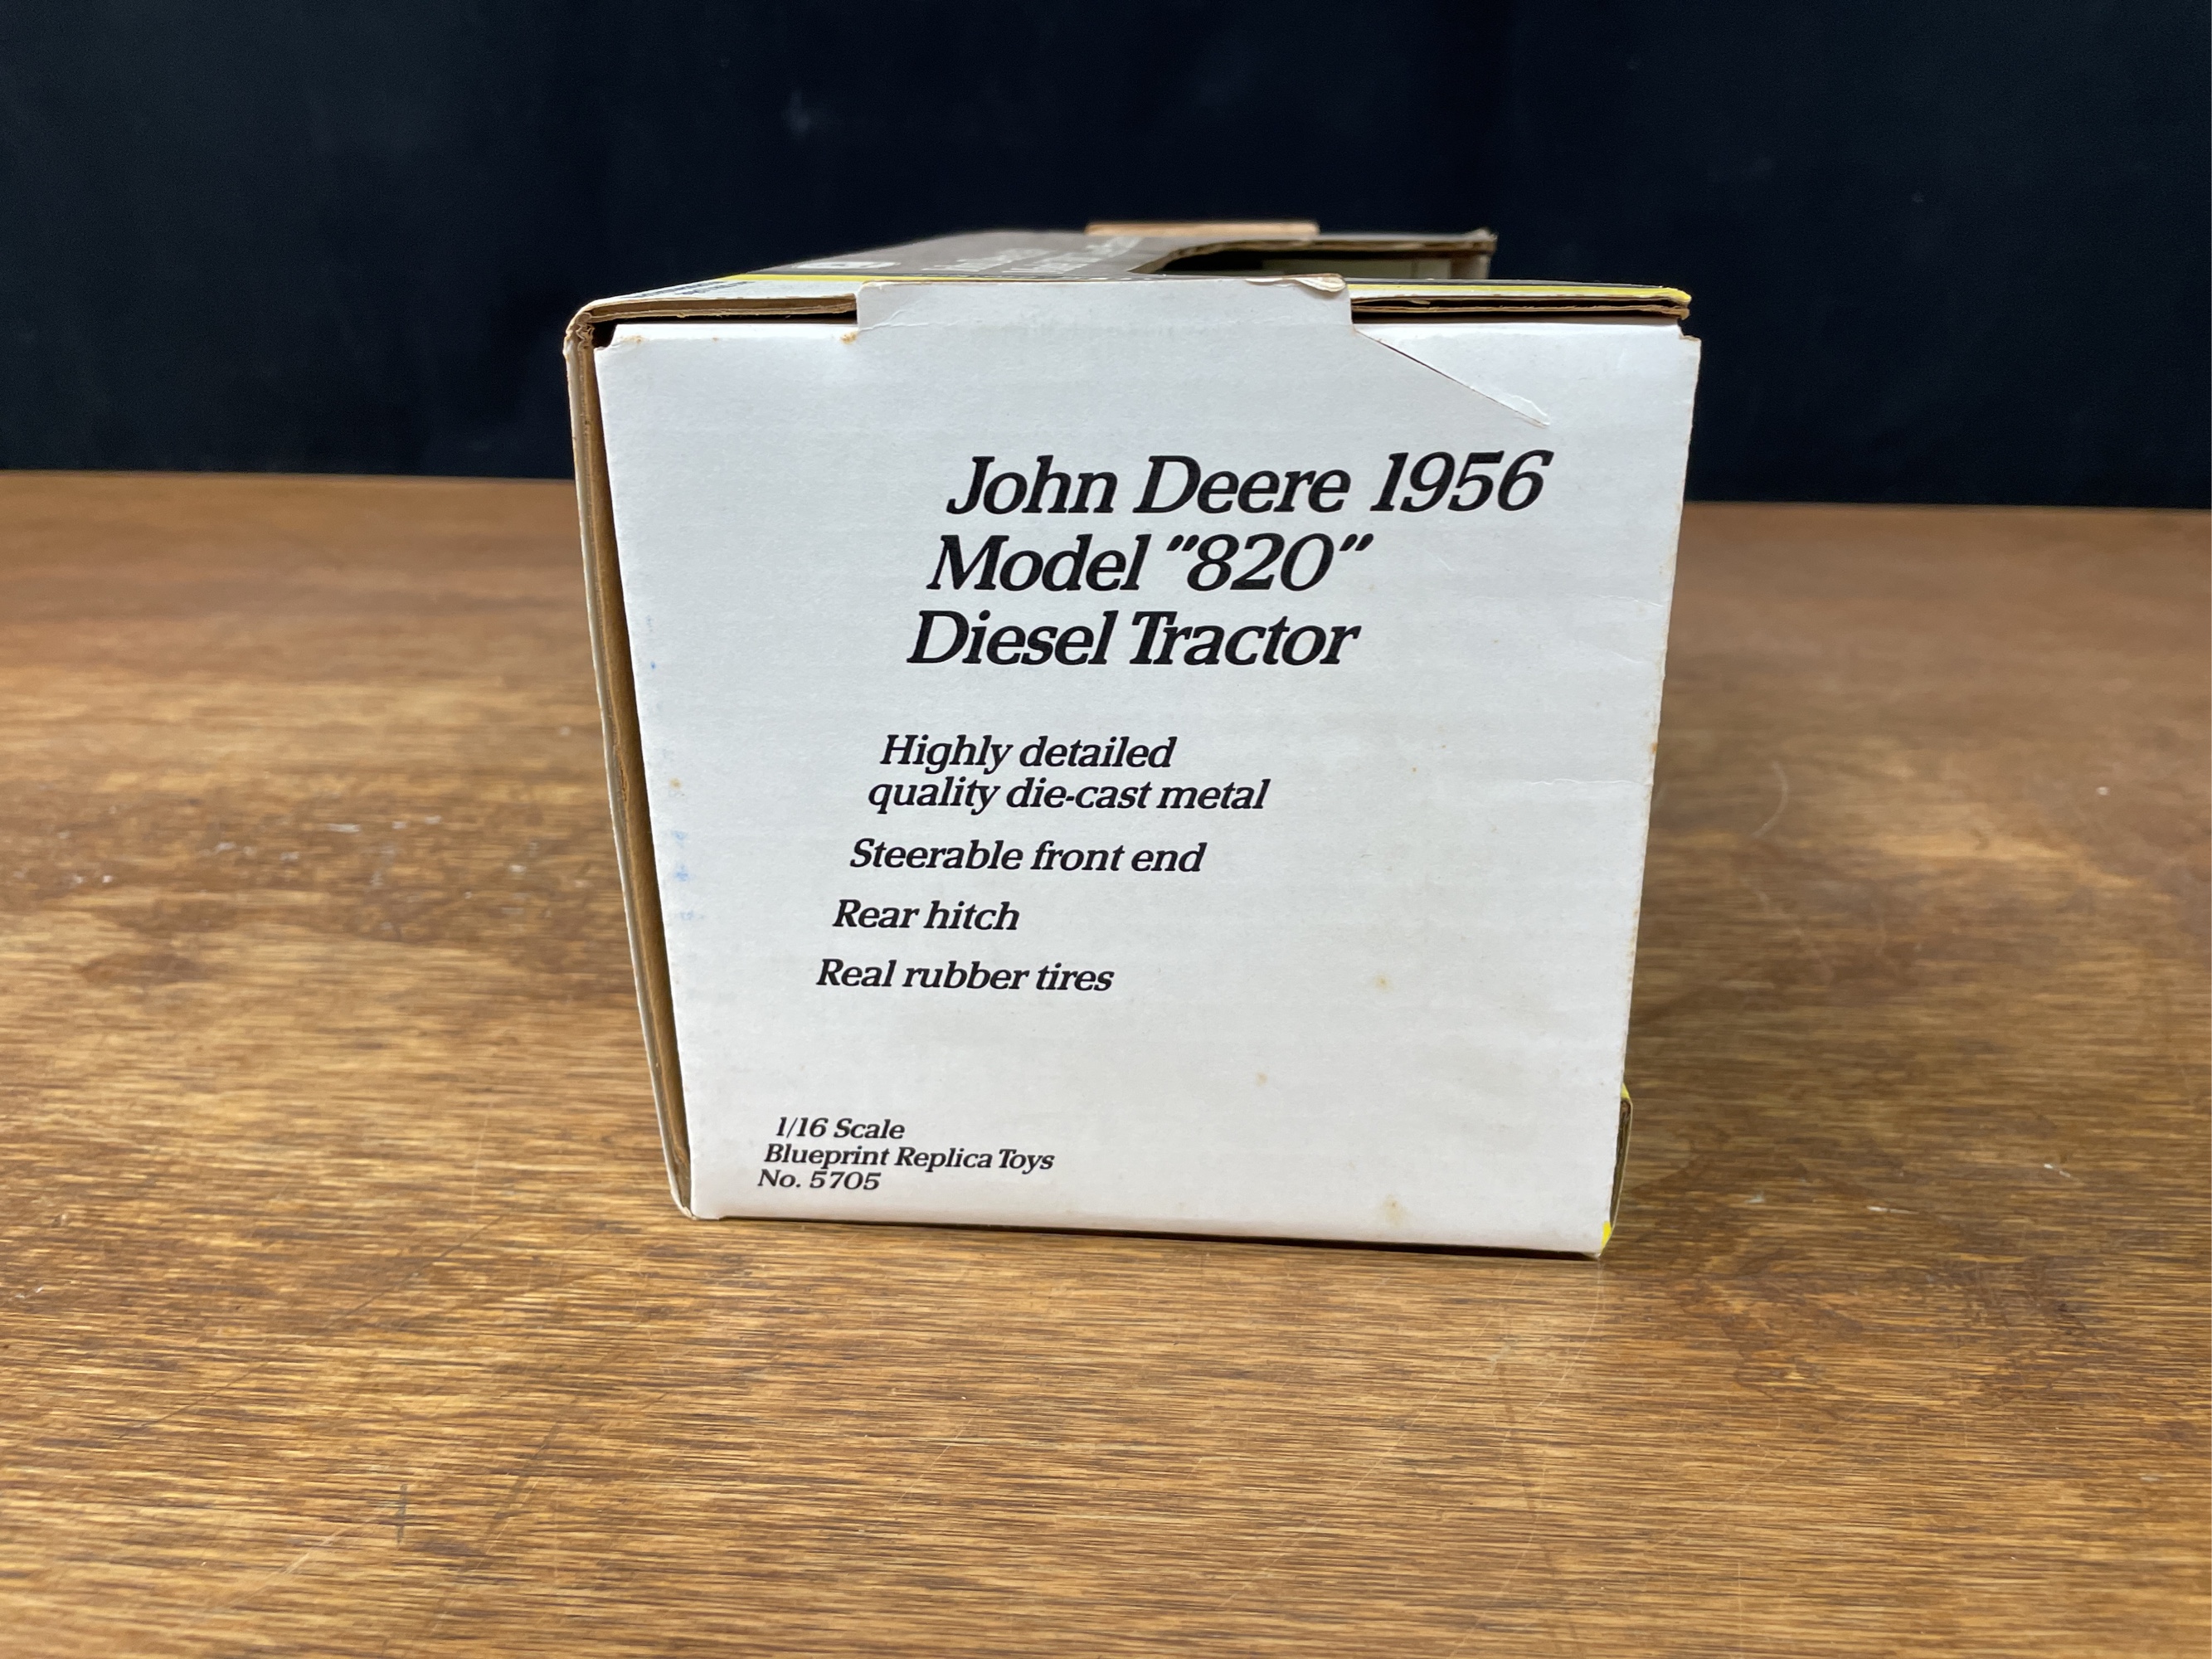 John Deere 1956
Model "820"
Diesel Tractor
Highly detailed
quality die-cast metal
Steerable front end
Rear hitch
Real rubber tires
1/16 Scale
Blueprint Replica Toys
No. 5705